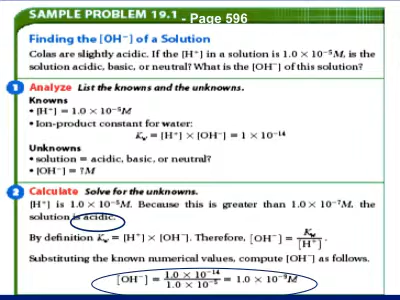 SAMPLE PROBLEM 19.1 - Page 596
Finding the [OH⁻] of a Solution
Colas are slightly acidic. If the [H⁺] in a solution is 1.0 × 10⁻⁵M, is the
solution acidic, basic, or neutral? What is the [OH⁻] of this solution?
1 Analyze List the knowns and the unknowns.
Knowns
• [H⁺] = 1.0 × 10⁻⁵M
• Ion-product constant for water:
Kw = [H⁺] × [OH⁻] = 1 × 10⁻¹⁴
Unknowns
• solution = acidic, basic, or neutral?
• [OH⁻] = ?M
2 Calculate Solve for the unknowns.
[H⁺] is 1.0 × 10⁻⁵M. Because this is greater than 1.0 × 10⁻⁷M, the
solution is acidic.
By definition Kw = [H⁺] × [OH⁻]. Therefore, [OH⁻] = Kw / [H⁺] .
Substituting the known numerical values, compute [OH⁻] as follows.
[OH⁻] = 1.0 × 10⁻¹⁴ / 1.0 × 10⁻⁵ = 1.0 × 10⁻⁹M